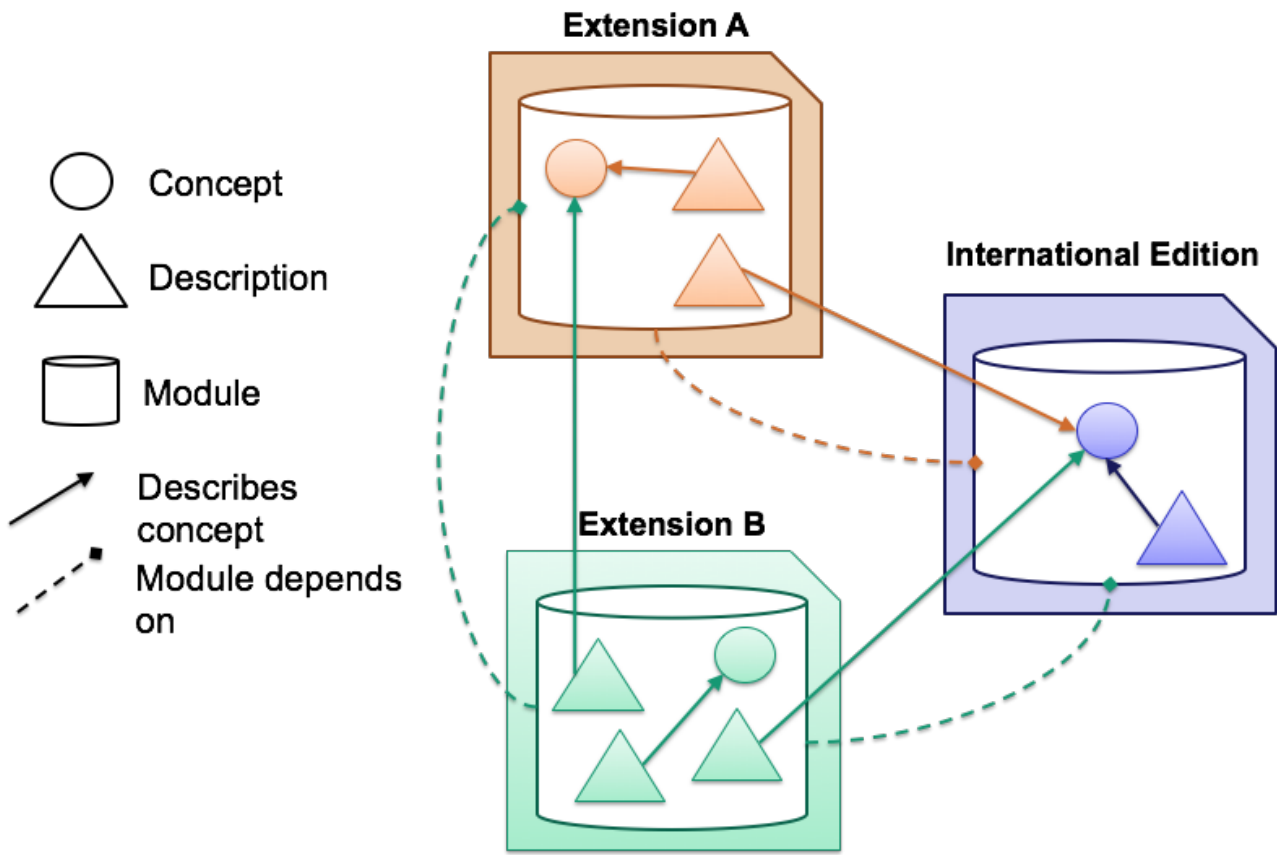 Extension A
Concept
Description
International Edition
Module
Describes
concept
Extension B
Module depends
on